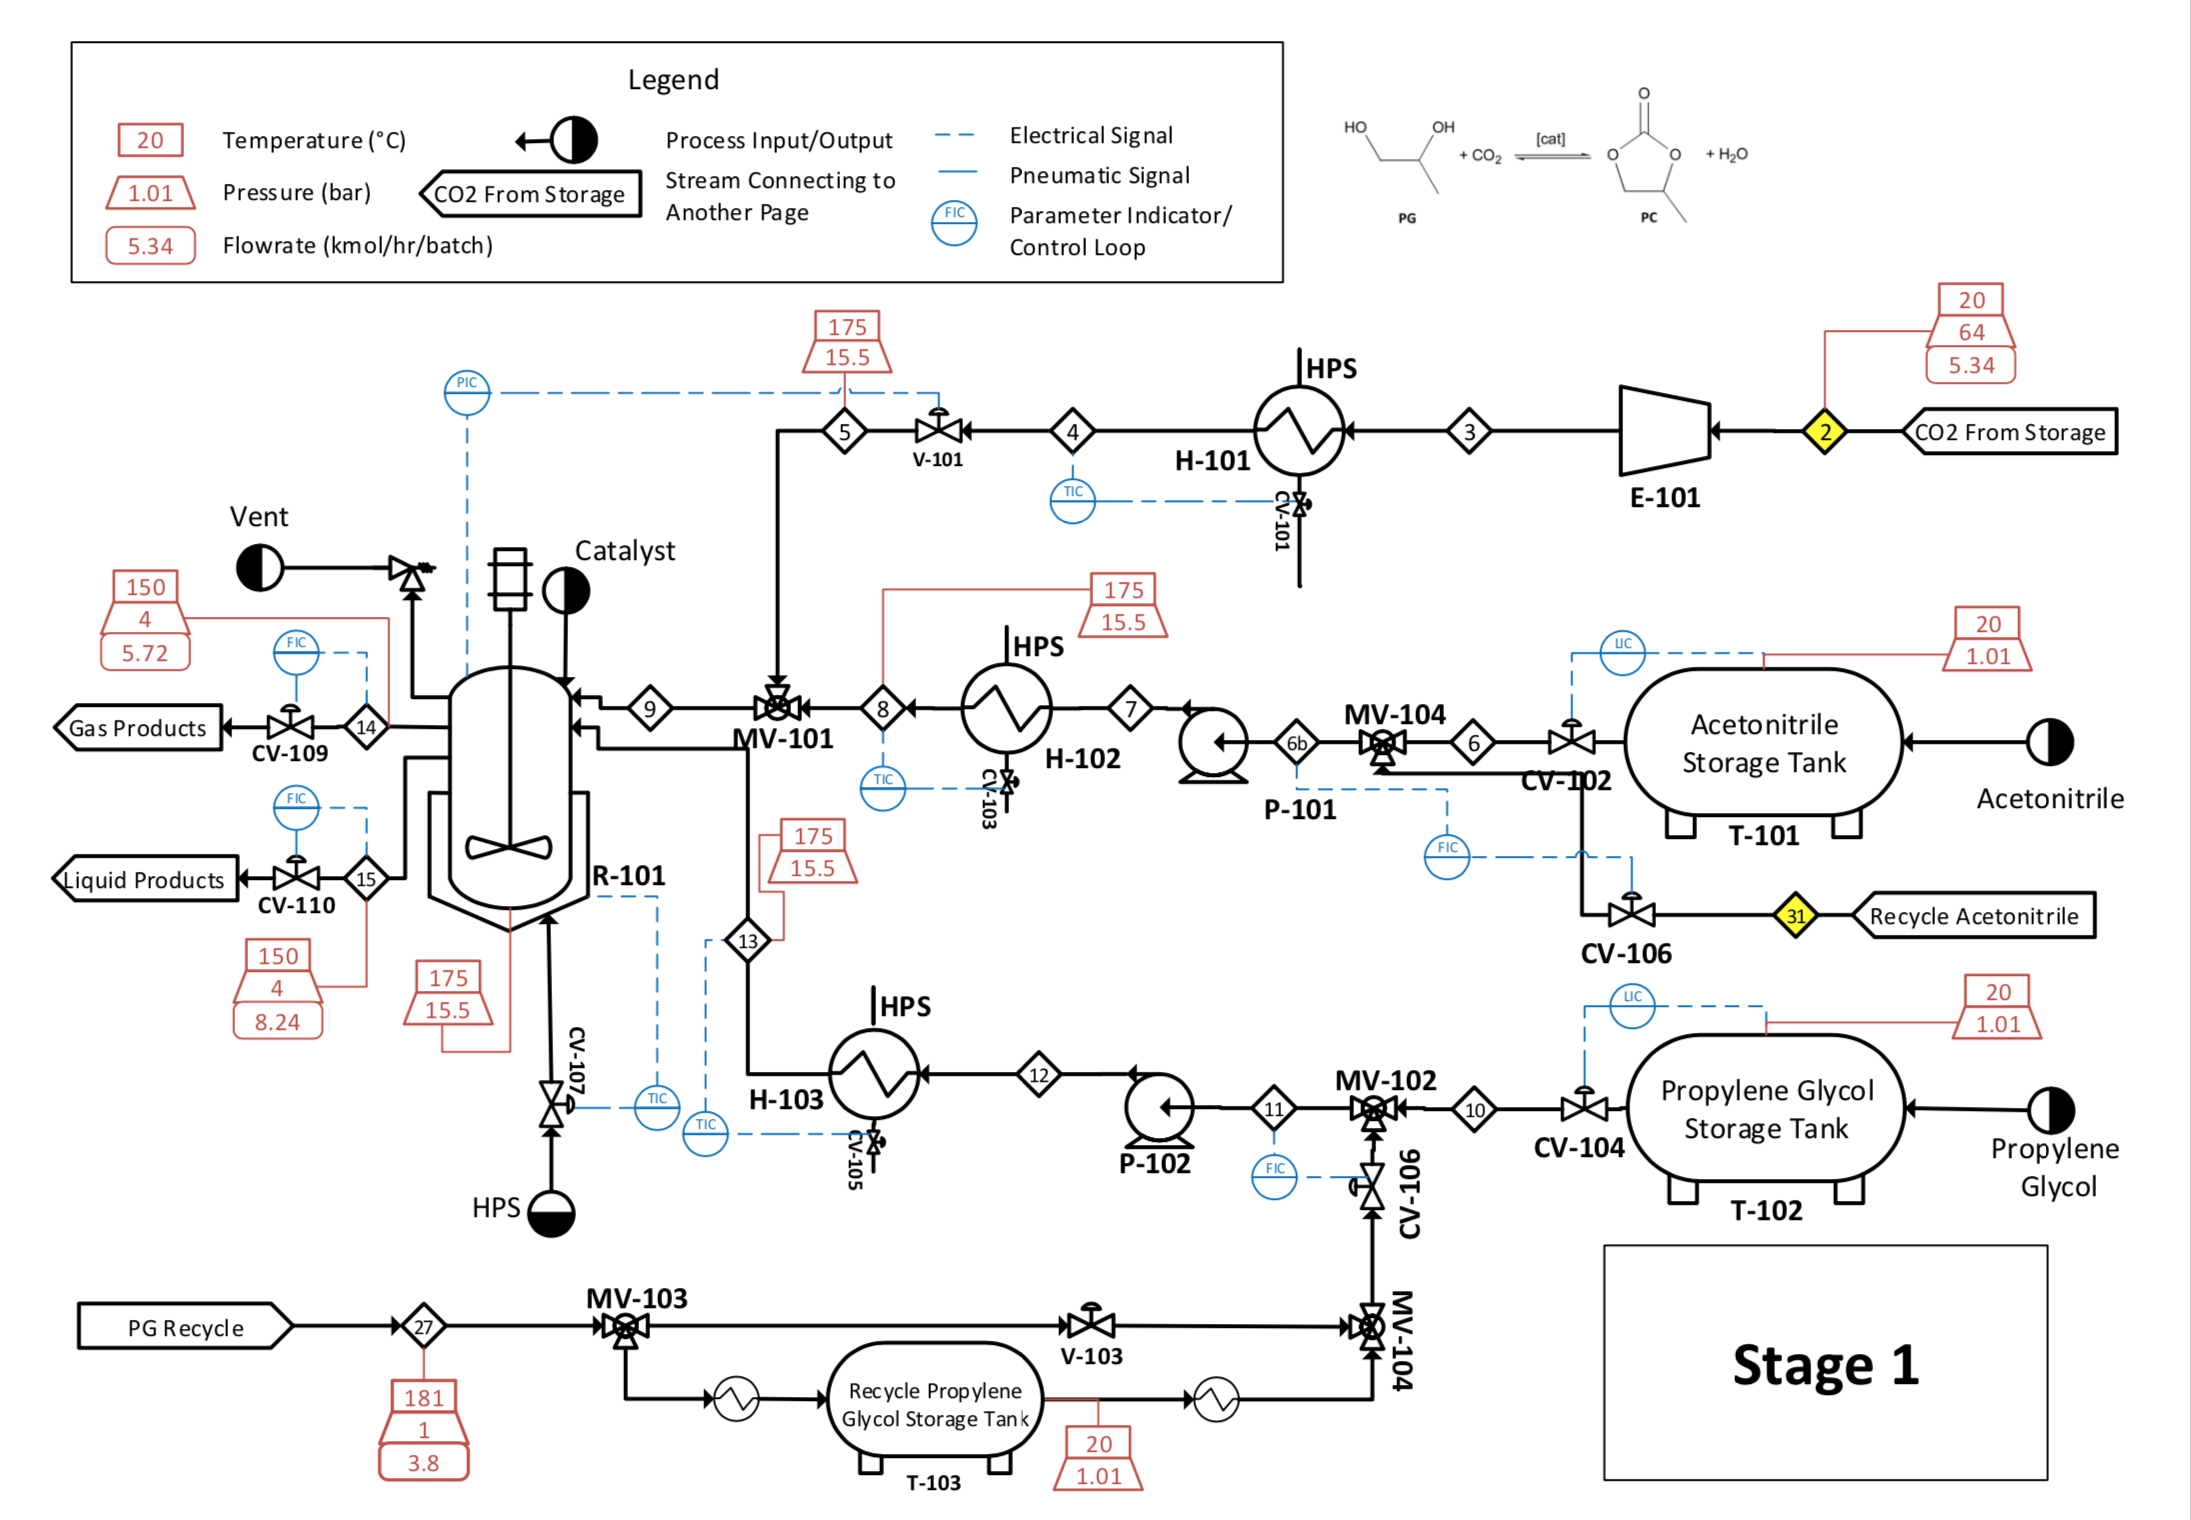 Legend
20
Temperature (°C)
1.01
Pressure (bar)
5.34
Flowrate (kmol/hr/batch)
Process Input/Output
CO2 From Storage
Stream Connecting to
Another Page
Electrical Signal
Pneumatic Signal
FIC
Parameter Indicator/
Control Loop
HO
OH
+ CO2
[cat]
O
O
O
+ H2O
PG
PC
20
64
5.34
175
15.5
HPS
PIC
5
4
3
2
CO2 From Storage
V-101
H-101
E-101
TIC
CV-101
Vent
Catalyst
150
4
5.72
175
15.5
20
1.01
FIC
HPS
LIC
9
8
7
MV-104
Acetonitrile
Storage Tank
Gas Products
14
MV-101
6b
6
CV-109
H-102
CV-102
Acetonitrile
TIC
CV-103
P-101
T-101
FIC
175
15.5
FIC
Liquid Products
15
R-101
CV-110
31
Recycle Acetonitrile
13
CV-106
150
4
8.24
175
15.5
20
1.01
HPS
LIC
CV-107
12
MV-102
Propylene Glycol
Storage Tank
H-103
11
10
TIC
TIC
CV-105
P-102
CV-104
Propylene
Glycol
FIC
CV-106
T-102
HPS
MV-103
PG Recycle
27
V-103
MV-104
Stage 1
181
1
3.8
Recycle Propylene
Glycol Storage Tank
20
1.01
T-103